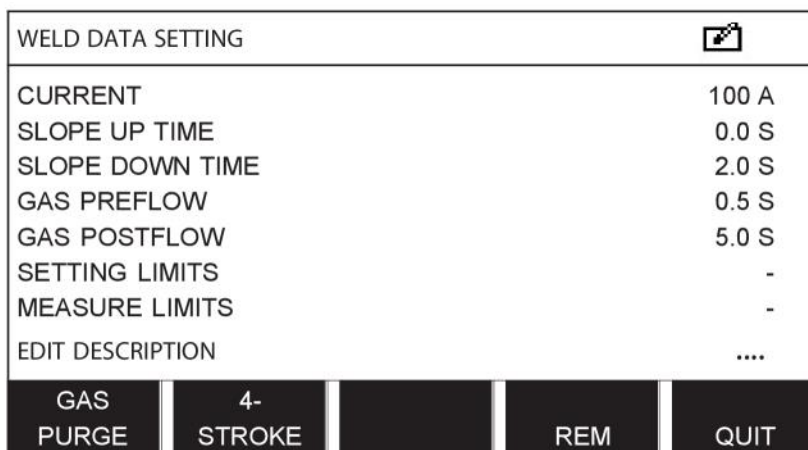 WELD DATA SETTING
CURRENT 100 A
SLOPE UP TIME 0.0 S
SLOPE DOWN TIME 2.0 S
GAS PREFLOW 0.5 S
GAS POSTFLOW 5.0 S
SETTING LIMITS -
MEASURE LIMITS -
EDIT DESCRIPTION ....
GAS PURGE
4-STROKE
REM
QUIT